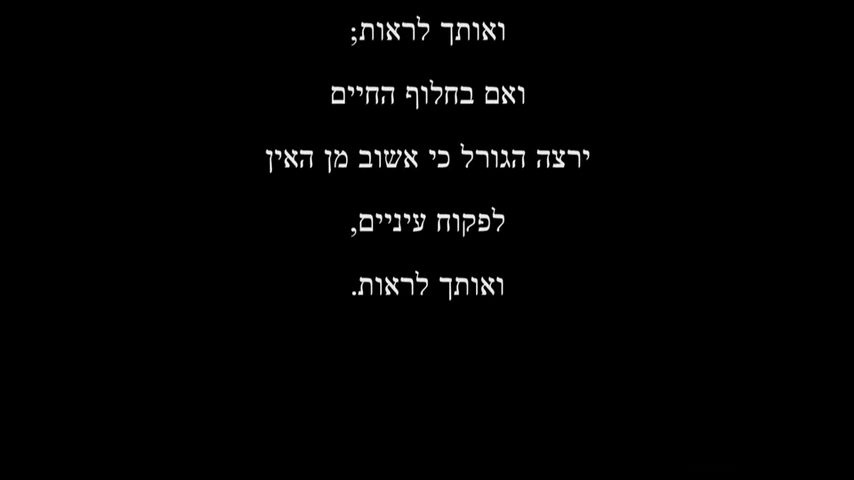 ואותך לראות;
ואם בחלוף החיים
ירצה הגורל כי אשוב מן האין
לפקוח עיניים,
ואותך לראות.